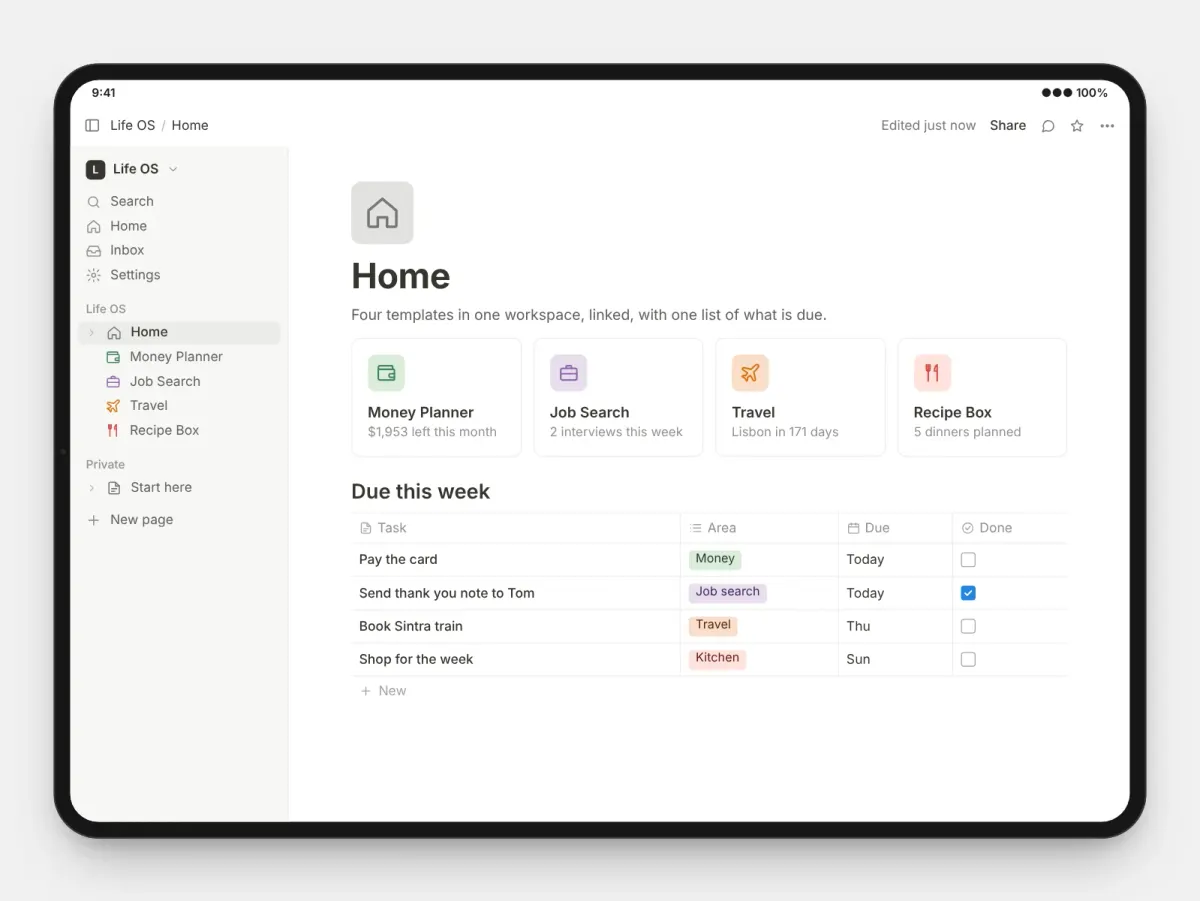 9:41
100%
Life OS / Home
Edited just now
Share
L
Life OS
Search
Home
Inbox
Settings
Life OS
Home
Money Planner
Job Search
Travel
Recipe Box
Private
Start here
New page
Home
Four templates in one workspace, linked, with one list of what is due.
Money Planner
$1,953 left this month
Job Search
2 interviews this week
Travel
Lisbon in 171 days
Recipe Box
5 dinners planned
Due this week
Task Area Due Done
Pay the card Money Today
Send thank you note to Tom Job search Today
Book Sintra train Travel Thu
Shop for the week Kitchen Sun
+ New